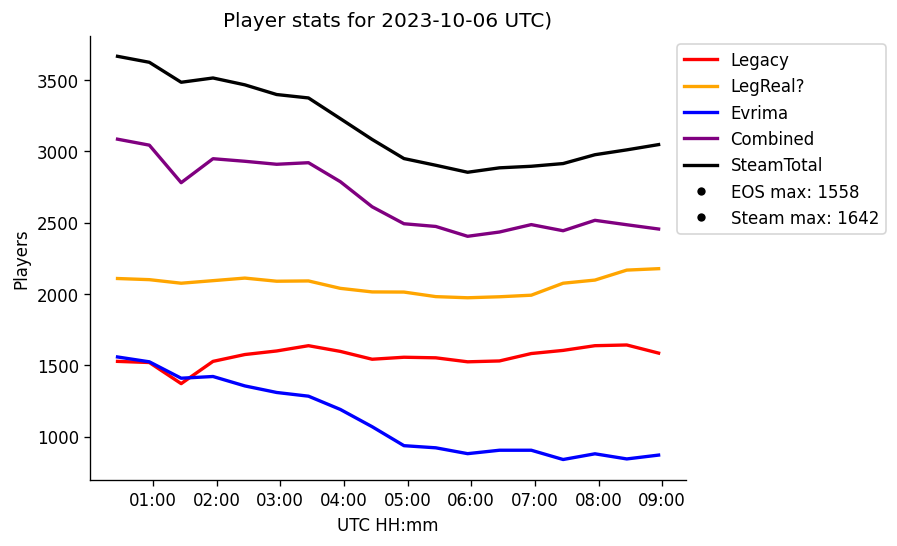 Player stats for 2023-10-06 UTC)
Legacy
LegReal?
Evrima
Combined
SteamTotal
EOS max: 1558
Steam max: 1642
Players
3500
3000
2500
2000
1500
1000
01:00 02:00 03:00 04:00 05:00 06:00 07:00 08:00 09:00
UTC HH:mm